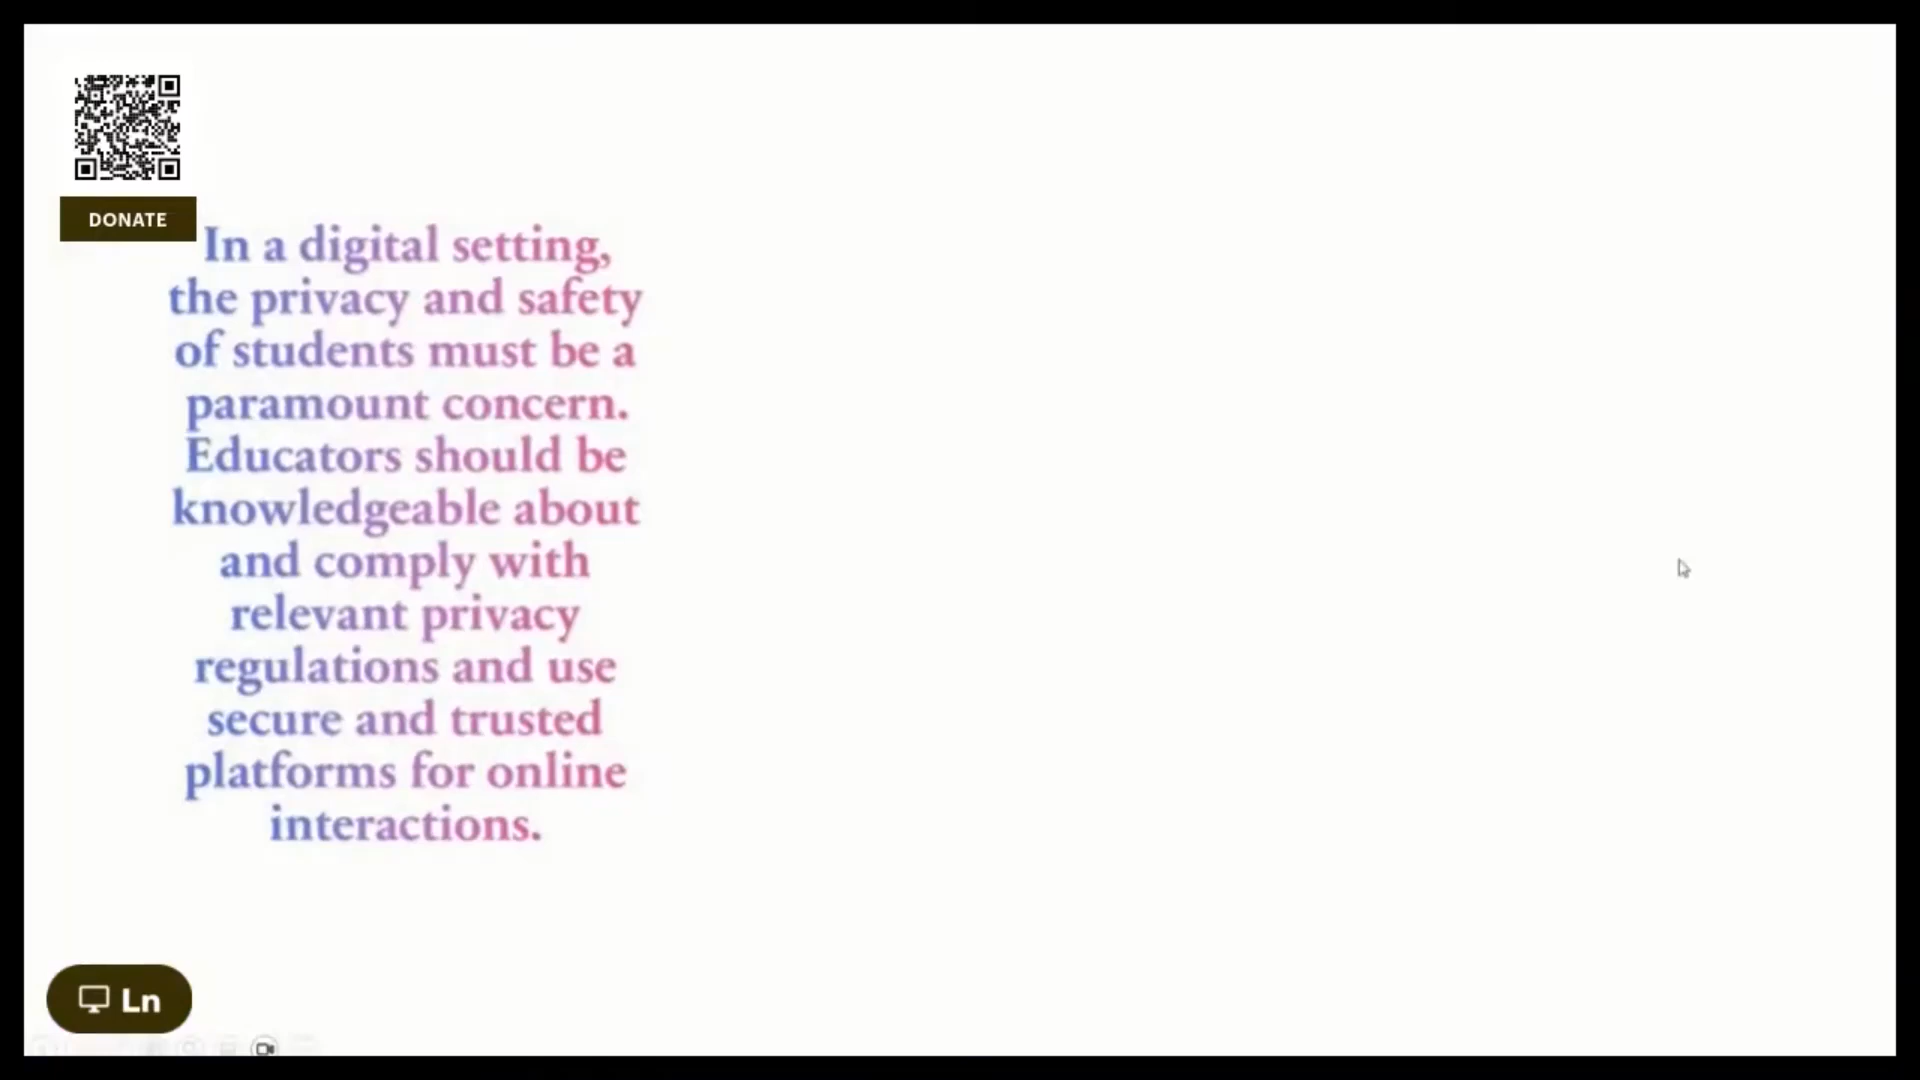 DONATE
In a digital setting,
the privacy and safety
of students must be a
paramount concern.
Educators should be
knowledgeable about
and comply with
relevant privacy
regulations and use
secure and trusted
platforms for online
interactions.
Ln